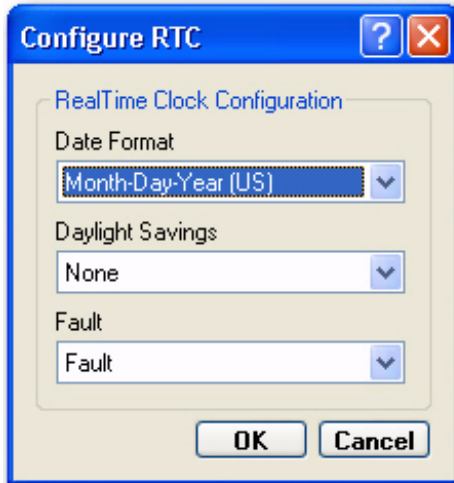 Configure RTC ?
RealTime Clock Configuration
Date Format
Month-Day-Year (US)
Daylight Savings
None
Fault
Fault
OK Cancel